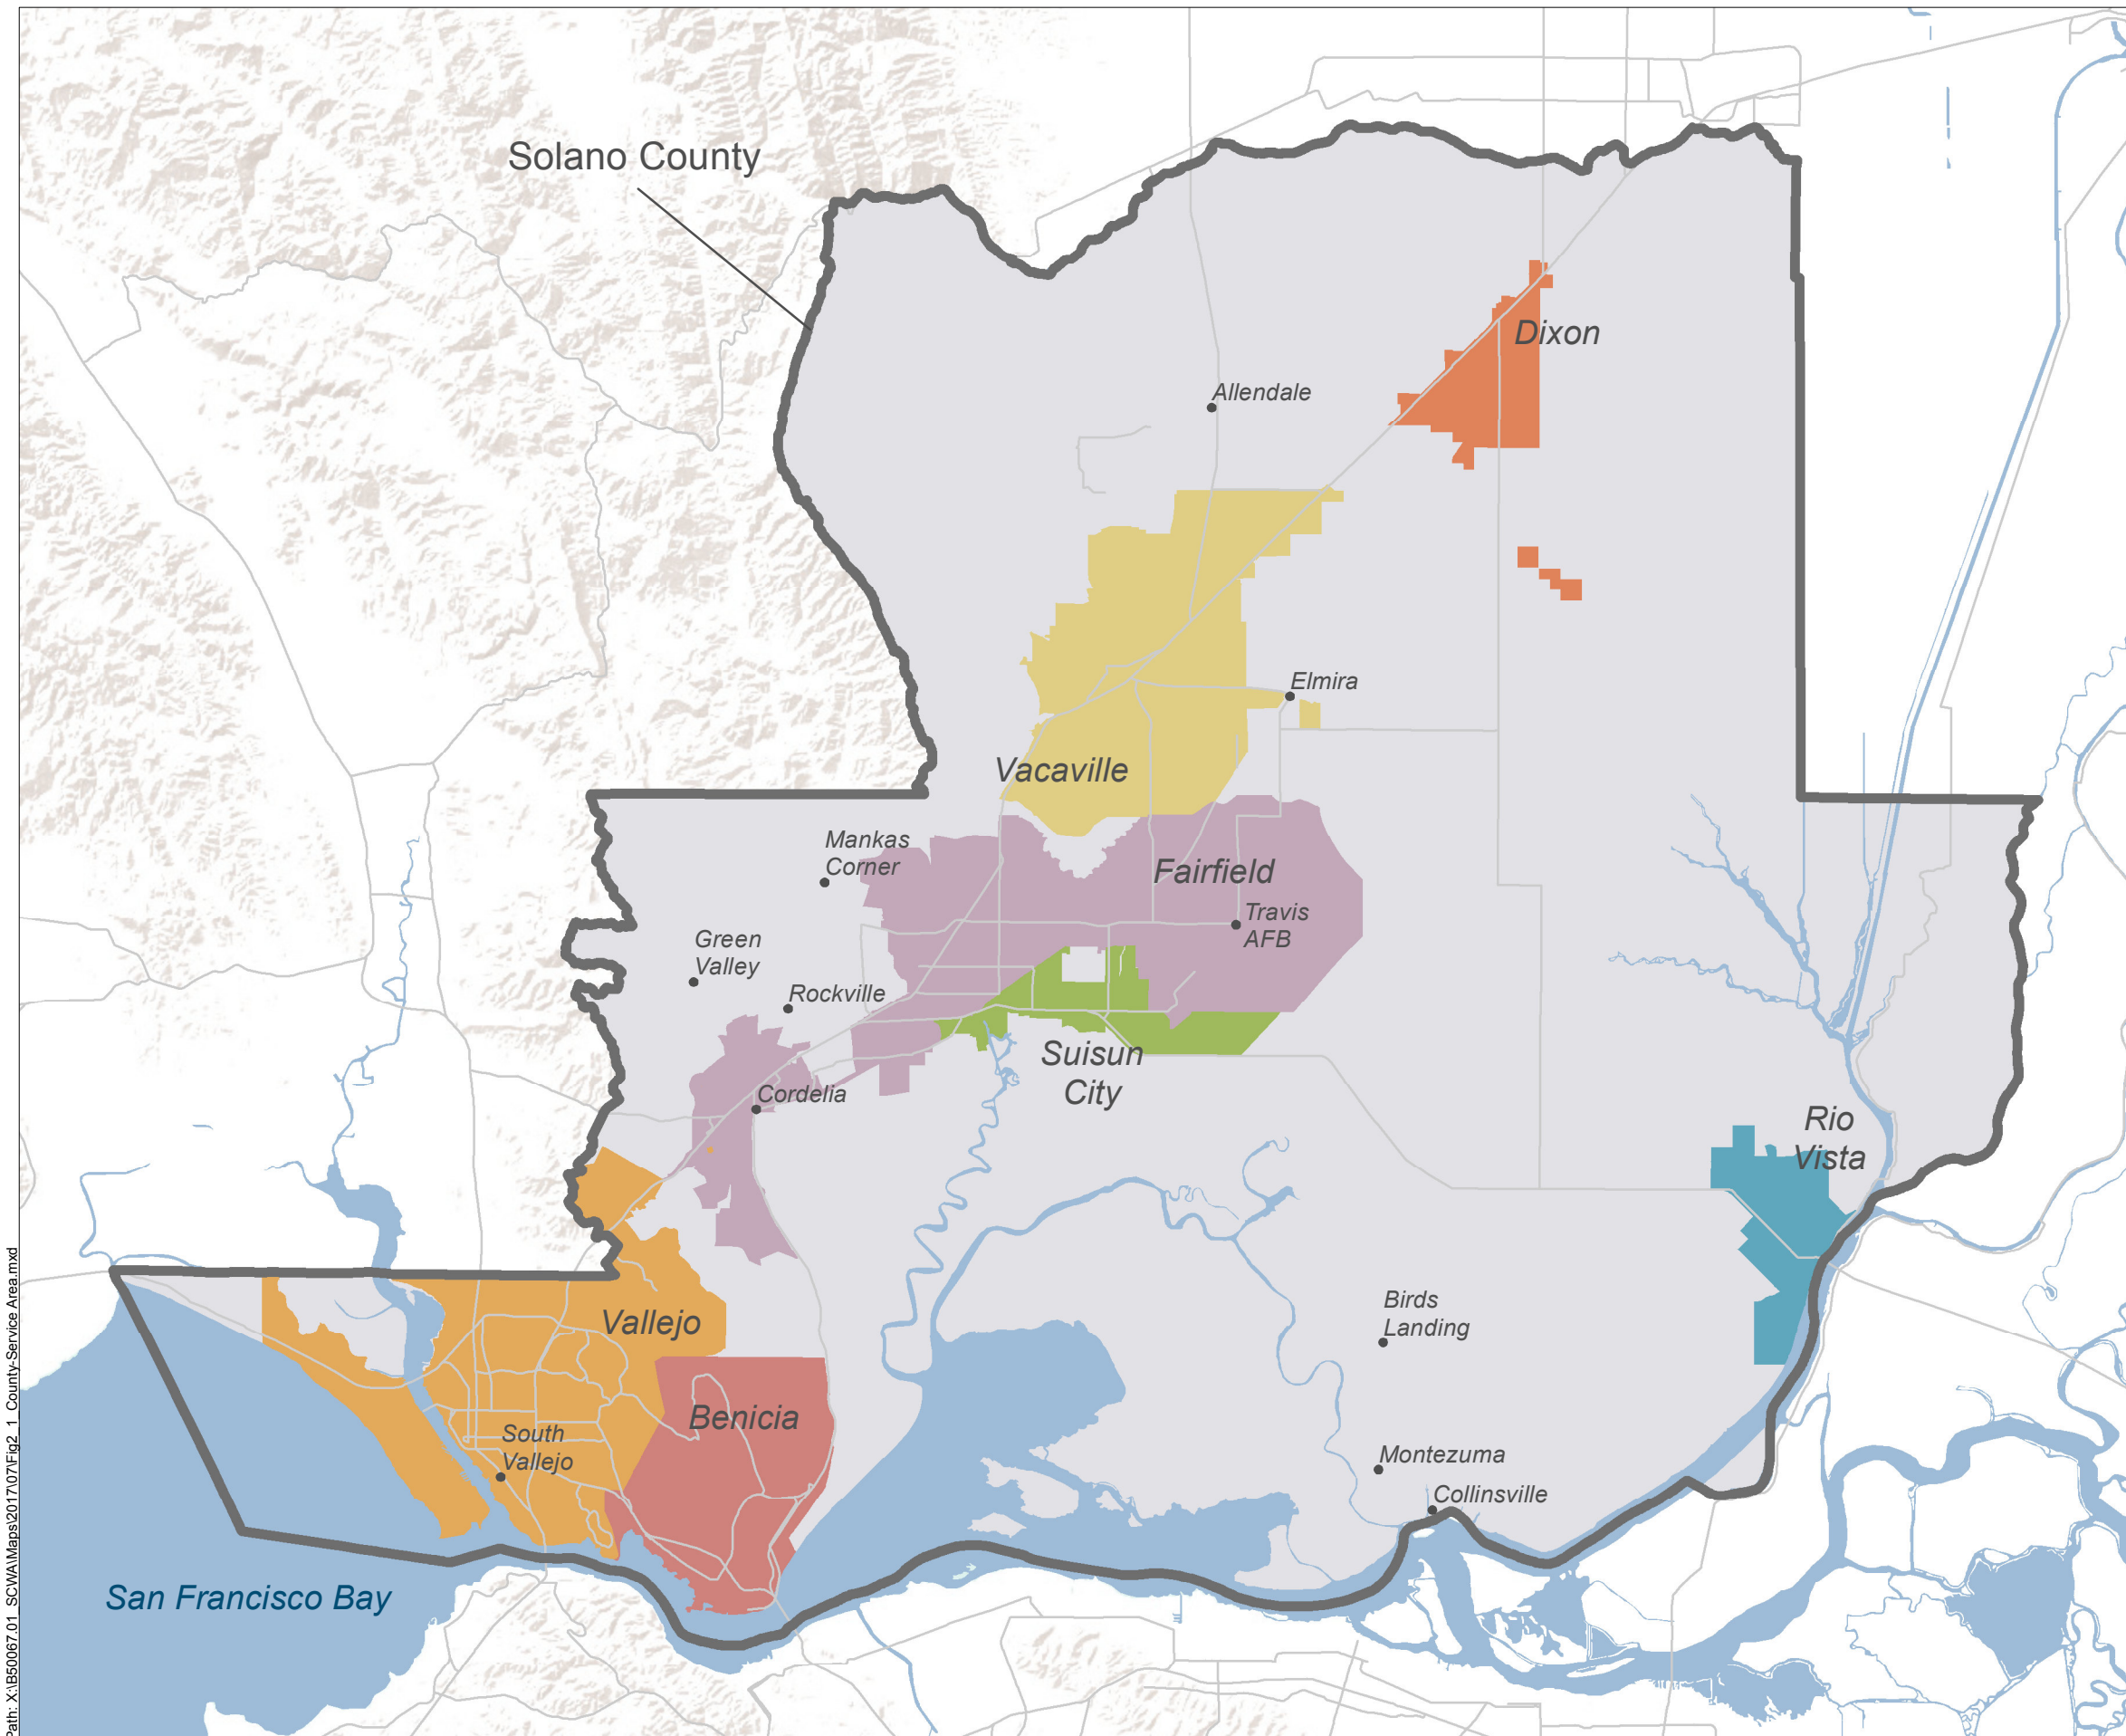 Solano County
Dixon
Allendale
Elmira
Vacaville
Mankas
Corner
Fairfield
Travis
AFB
Green
Valley
Rockville
Suisun
City
Cordelia
Rio
Vista
Vallejo
Birds
Landing
Benicia
South
Vallejo
Montezuma
Collinsville
San Francisco Bay
Path: X:\B50067.01_SCWA\Maps\2017\07\Fig2_1_County-Service Area.mxd